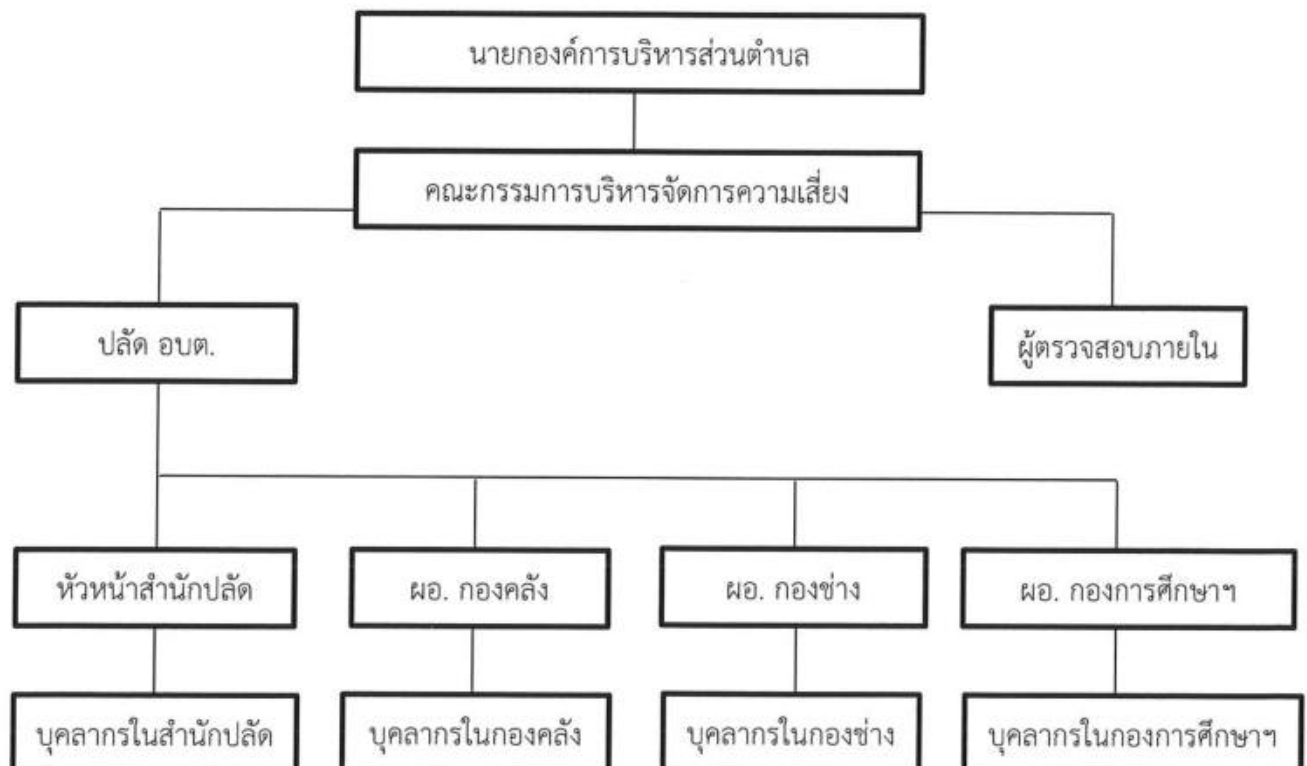 นายกองค์การบริหารส่วนตำบล
คณะกรรมการบริหารจัดการความเสี่ยง
ปลัด อบต.
ผู้ตรวจสอบภายใน
หัวหน้าสำนักปลัด
ผอ. กองคลัง
ผอ. กองช่าง
ผอ. กองการศึกษาฯ
บุคลากรในสำนักปลัด
บุคลากรในกองคลัง
บุคลากรในกองช่าง
บุคลากรในกองการศึกษาฯ